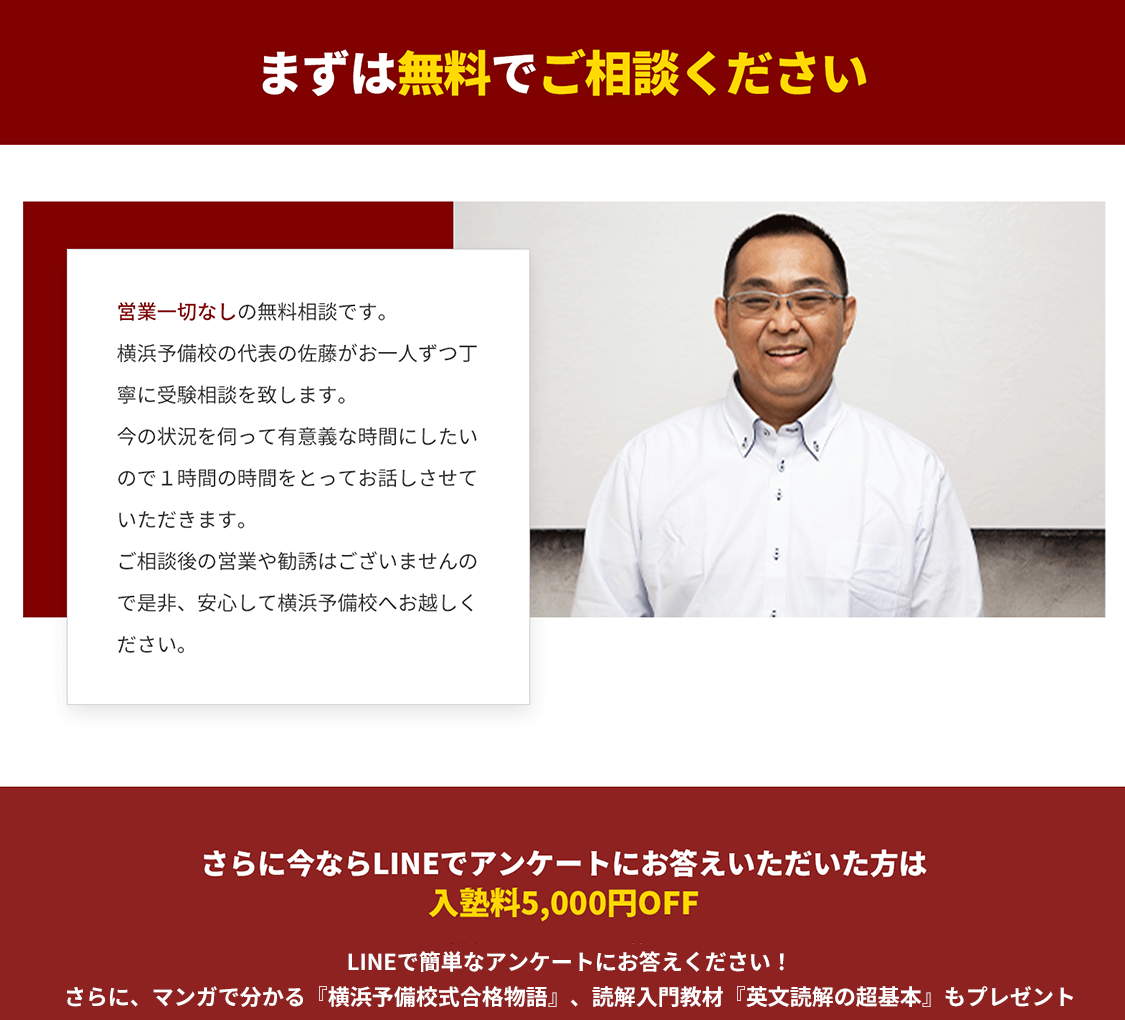 まずは無料でご相談ください
営業一切なしの無料相談です。
横浜予備校の代表の佐藤がお一人ずつ丁
寧に受験相談を致します。
今の状況を伺って有意義な時間にしたい
ので１時間の時間をとってお話しさせて
いただきます。
ご相談後の営業や勧誘はございませんの
で是非、安心して横浜予備校へお越しく
ださい。
さらに今ならLINEでアンケートにお答えいただいた方は
入塾料5,000円OFF
LINEで簡単なアンケートにお答えください！
さらに、マンガで分かる『横浜予備校式合格物語』、読解入門教材『英文読解の超基本』もプレゼント